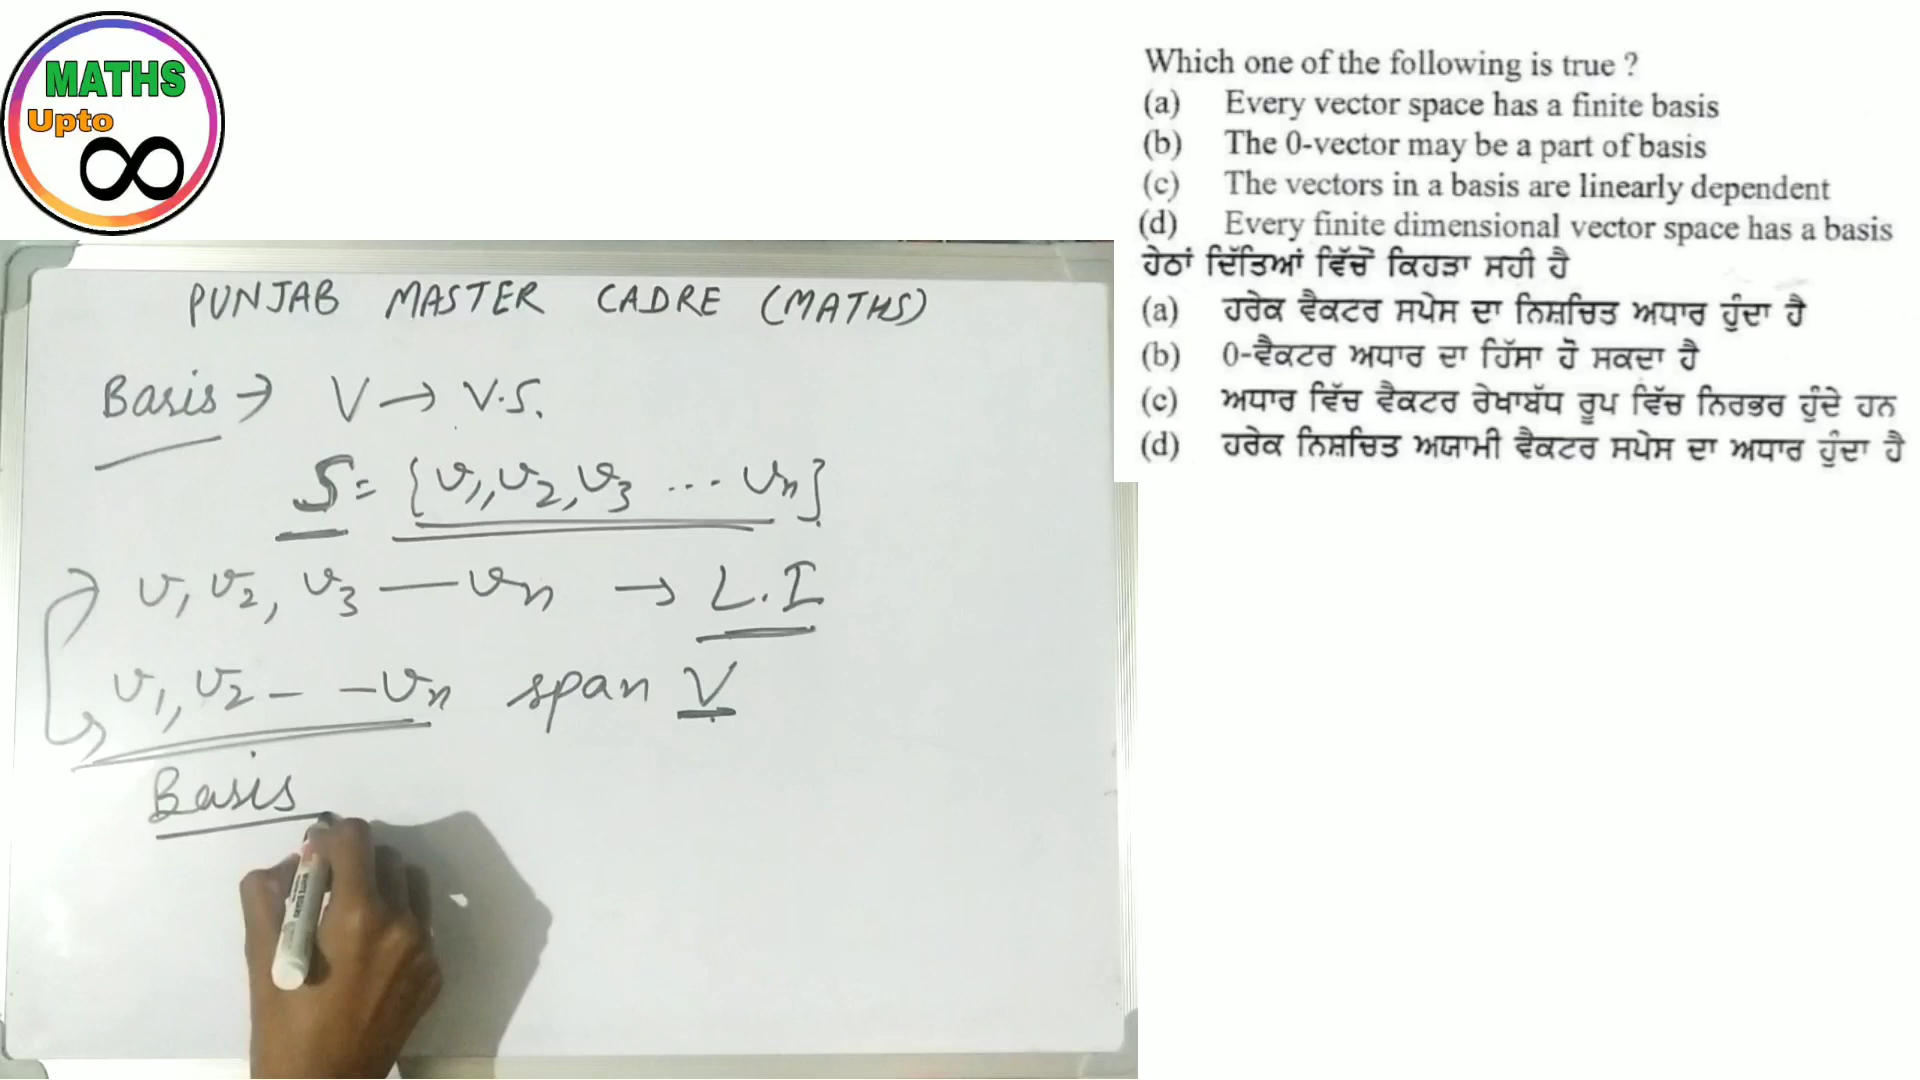 MATHS
Upto
∞
Which one of the following is true ?
(a) Every vector space has a finite basis
(b) The 0-vector may be a part of basis
(c) The vectors in a basis are linearly dependent
(d) Every finite dimensional vector space has a basis
ਹੇਠਾਂ ਦਿੱਤਿਆਂ ਵਿੱਚੋਂ ਕਿਹੜਾ ਸਹੀ ਹੈ
(a) ਹਰੇਕ ਵੈਕਟਰ ਸਪੇਸ ਦਾ ਨਿਸ਼ਚਿਤ ਅਧਾਰ ਹੁੰਦਾ ਹੈ
(b) 0-ਵੈਕਟਰ ਅਧਾਰ ਦਾ ਹਿੱਸਾ ਹੋ ਸਕਦਾ ਹੈ
(c) ਅਧਾਰ ਵਿੱਚ ਵੈਕਟਰ ਰੇਖਾਬੱਧ ਰੂਪ ਵਿੱਚ ਨਿਰਭਰ ਹੁੰਦੇ ਹਨ
(d) ਹਰੇਕ ਨਿਸ਼ਚਿਤ ਅਯਾਮੀ ਵੈਕਟਰ ਸਪੇਸ ਦਾ ਅਧਾਰ ਹੁੰਦਾ ਹੈ
PUNJAB MASTER CADRE (MATHS)
Basis → V → V.S.
S = {v₁, v₂, v₃ ... vₙ}
v₁ v₂, v₃ — vₙ → L.I
v₁, v₂ - - vₙ span V
Basis